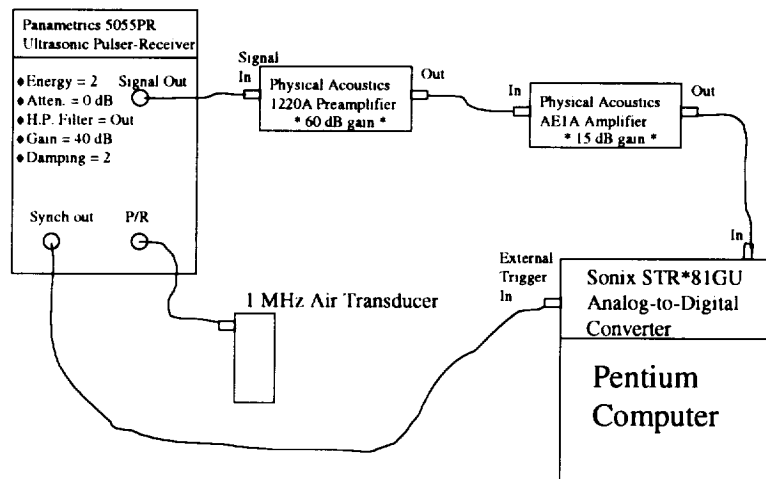 Panametrics 5055PR
Ultrasonic Pulser-Receiver
♦Energy = 2
♦Atten. = 0 dB
♦H.P. Filter = Out
♦Gain = 40 dB
♦Damping = 2
Signal Out
Synch out
P/R
Signal
In
Physical Acoustics
1220A Preamplifier
* 60 dB gain *
Out
In
Physical Acoustics
AE1A Amplifier
* 15 dB gain *
Out
1 MHz Air Transducer
External
Trigger
In
In
Sonix STR*81GU
Analog-to-Digital
Converter
Pentium
Computer